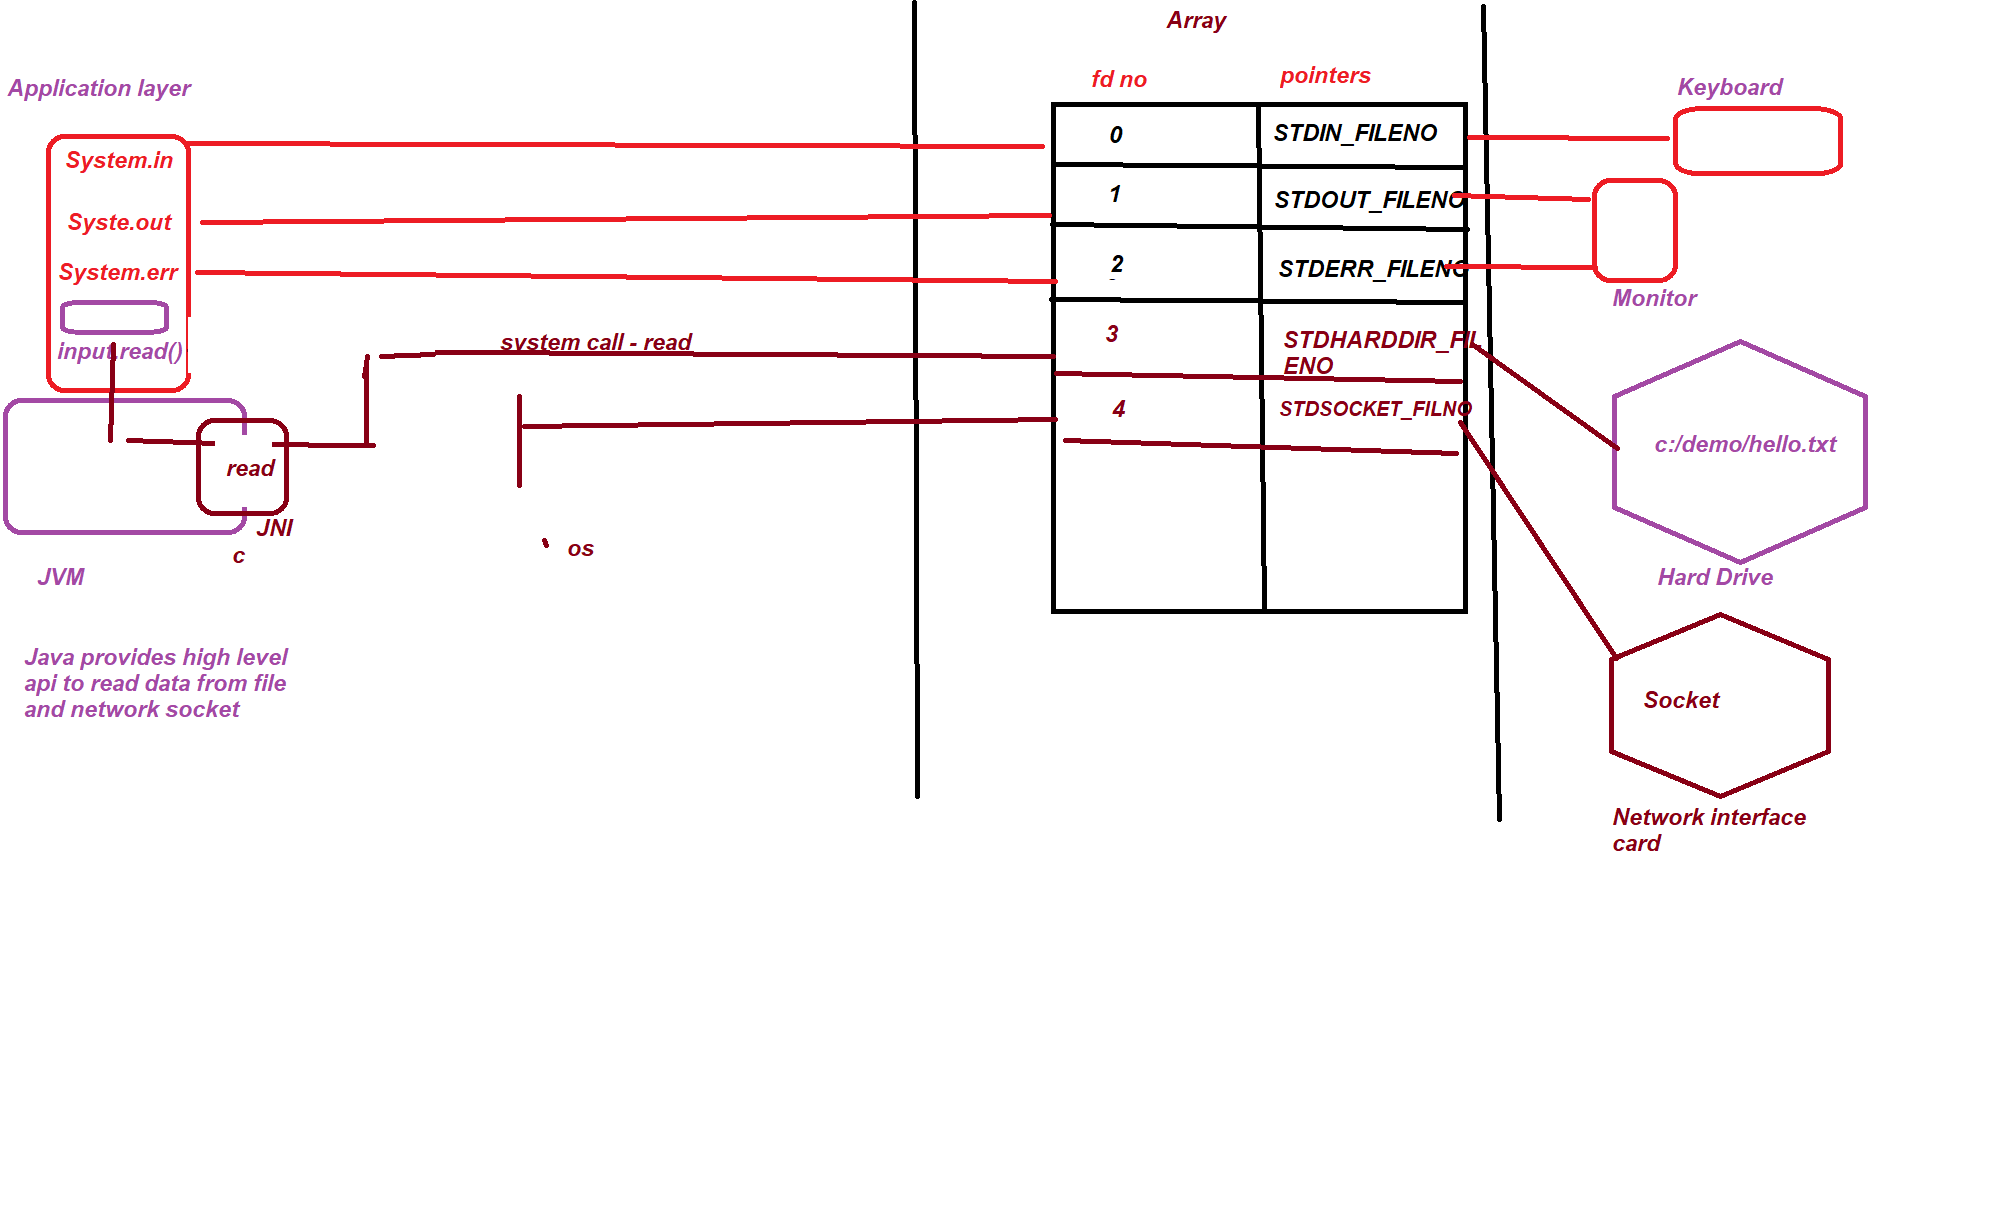 Array
fd no
pointers
Application layer
Keyboard
System.in
0
STDIN_FILENO
Syste.out
1
STDOUT_FILENO
System.err
2
STDERR_FILENO
Monitor
input.read()
system call - read
3
STDHARDDIR_FIL
ENO
4
STDSOCKET_FILNO
c:/demo/hello.txt
read
JNI
c
os
JVM
Hard Drive
Java provides high level
api to read data from file
and network socket
Socket
Network interface
card